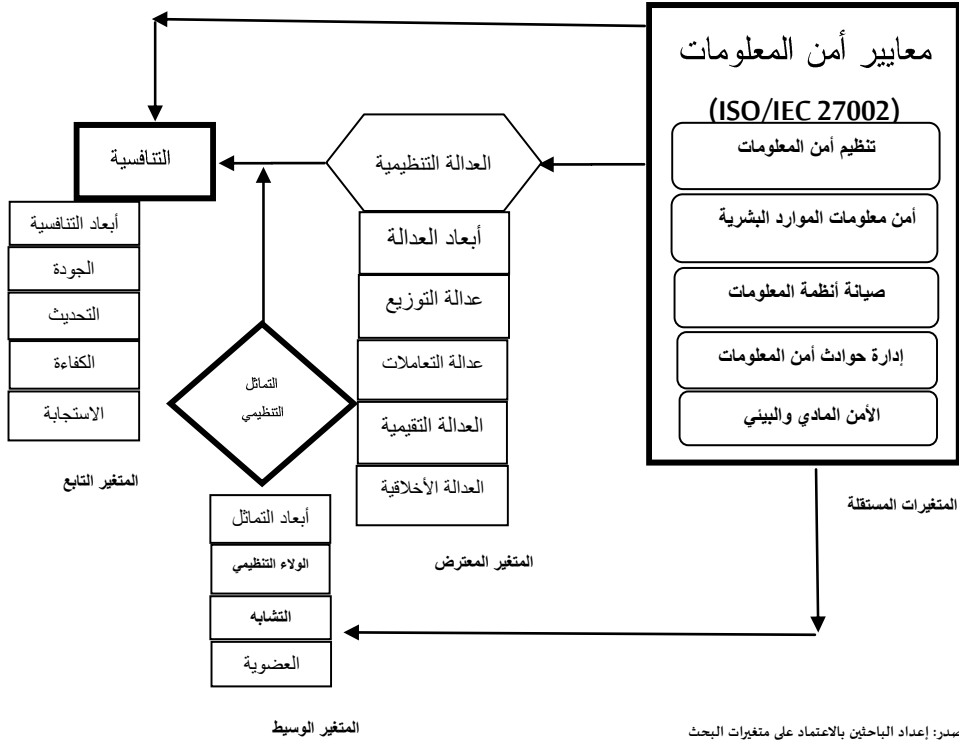 معايير أمن المعلومات
(ISO/IEC 27002)
تنظيم أمن المعلومات
أمن معلومات الموارد البشرية
صيانة أنظمة المعلومات
إدارة حوادث أمن المعلومات
الأمن المادي والبيئي
المتغيرات المستقلة
العدالة التنظيمية
أبعاد العدالة
عدالة التوزيع
عدالة التعاملات
العدالة التقيمية
العدالة الأخلاقية
المتغير المعترض
التنافسية
أبعاد التنافسية
الجودة
التحديث
الكفاءة
الاستجابة
المتغير التابع
التماثل
التنظيمي
أبعاد التماثل
الولاء التنظيمي
التشابه
العضوية
المتغير الوسيط
صدر: إعداد الباحثين بالاعتماد على متغيرات البحث